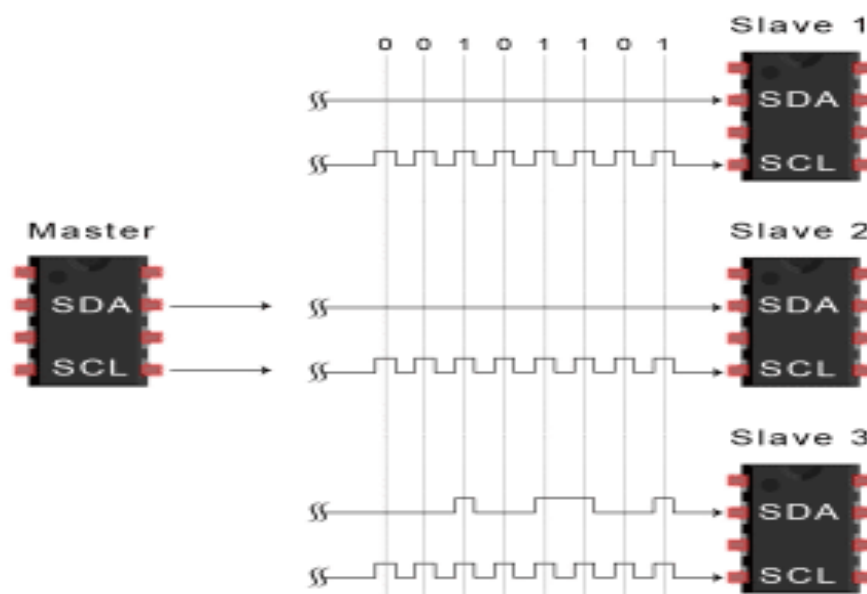 Slave 1
0 0 1 0 1 1 0 1
SDA
SCL
Master
SDA
SCL
Slave 2
SDA
SCL
Slave 3
SDA
SCL